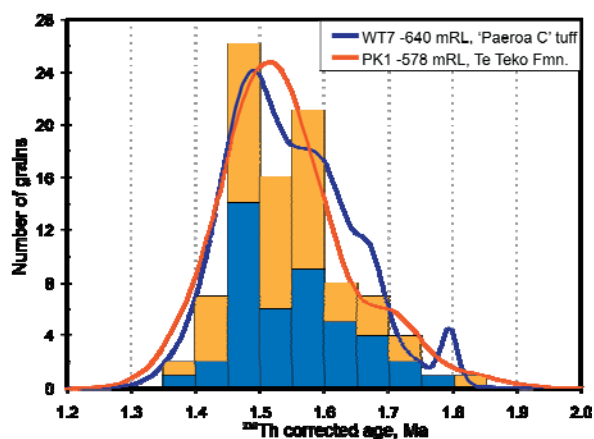 28
24
20
16
12
8
4
0
Number of grains
WT7 -640 mRL, ‘Paeroa C’ tuff
PK1 -578 mRL, Te Teko Fmn.
1.2 1.3 1.4 1.5 1.6 1.7 1.8 1.9 2.0
Th corrected age, Ma